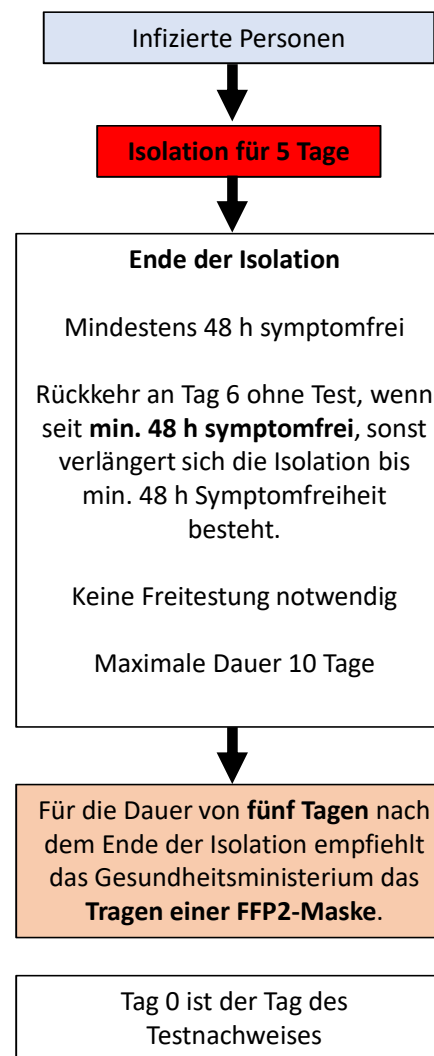 Infizierte Personen
Isolation für 5 Tage
Ende der Isolation
Mindestens 48 h symptomfrei
Rückkehr an Tag 6 ohne Test, wenn
seit min. 48 h symptomfrei, sonst
verlängert sich die Isolation bis
min. 48 h Symptomfreiheit
besteht.
Keine Freitestung notwendig
Maximale Dauer 10 Tage
Für die Dauer von fünf Tagen nach
dem Ende der Isolation empfiehlt
das Gesundheitsministerium das
Tragen einer FFP2-Maske.
Tag 0 ist der Tag des
Testnachweises